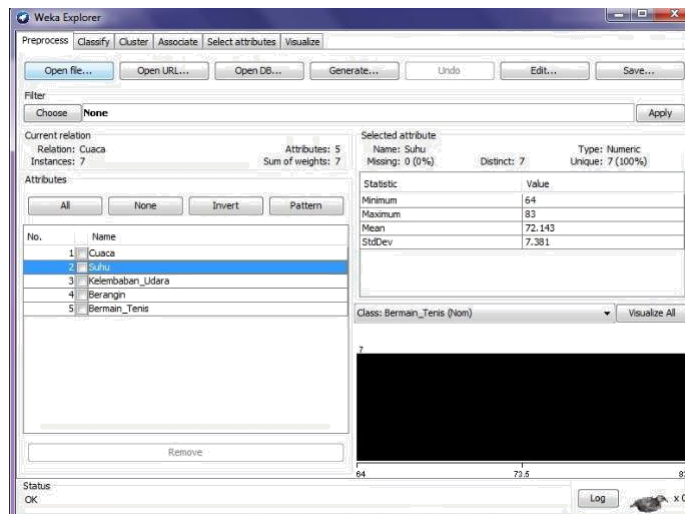 Weka Explorer
Preprocess Classify Cluster Associate Select attributes Visualize
Open file... Open URL... Open DB... Generate... Undo Edit... Save...
Filter
Choose None Apply
Current relation
Relation: Cuaca Attributes: 5
Instances: 7 Sum of weights: 7
Selected attribute
Name: Suhu Type: Numeric
Missing: 0 (0%) Distinct: 7 Unique: 7 (100%)
Attributes
All None Invert Pattern
No. Name
1 Cuaca
2 Suhu
3 Kelembaban_Udara
4 Berangin
5 Bermain_Tenis
Remove
Statistic Value
Minimum 64
Maximum 83
Mean 72.143
StdDev 7.381
Class: Bermain_Tenis (Nom) Visualize All
7
64 73.5
Status
OK
Log x 0